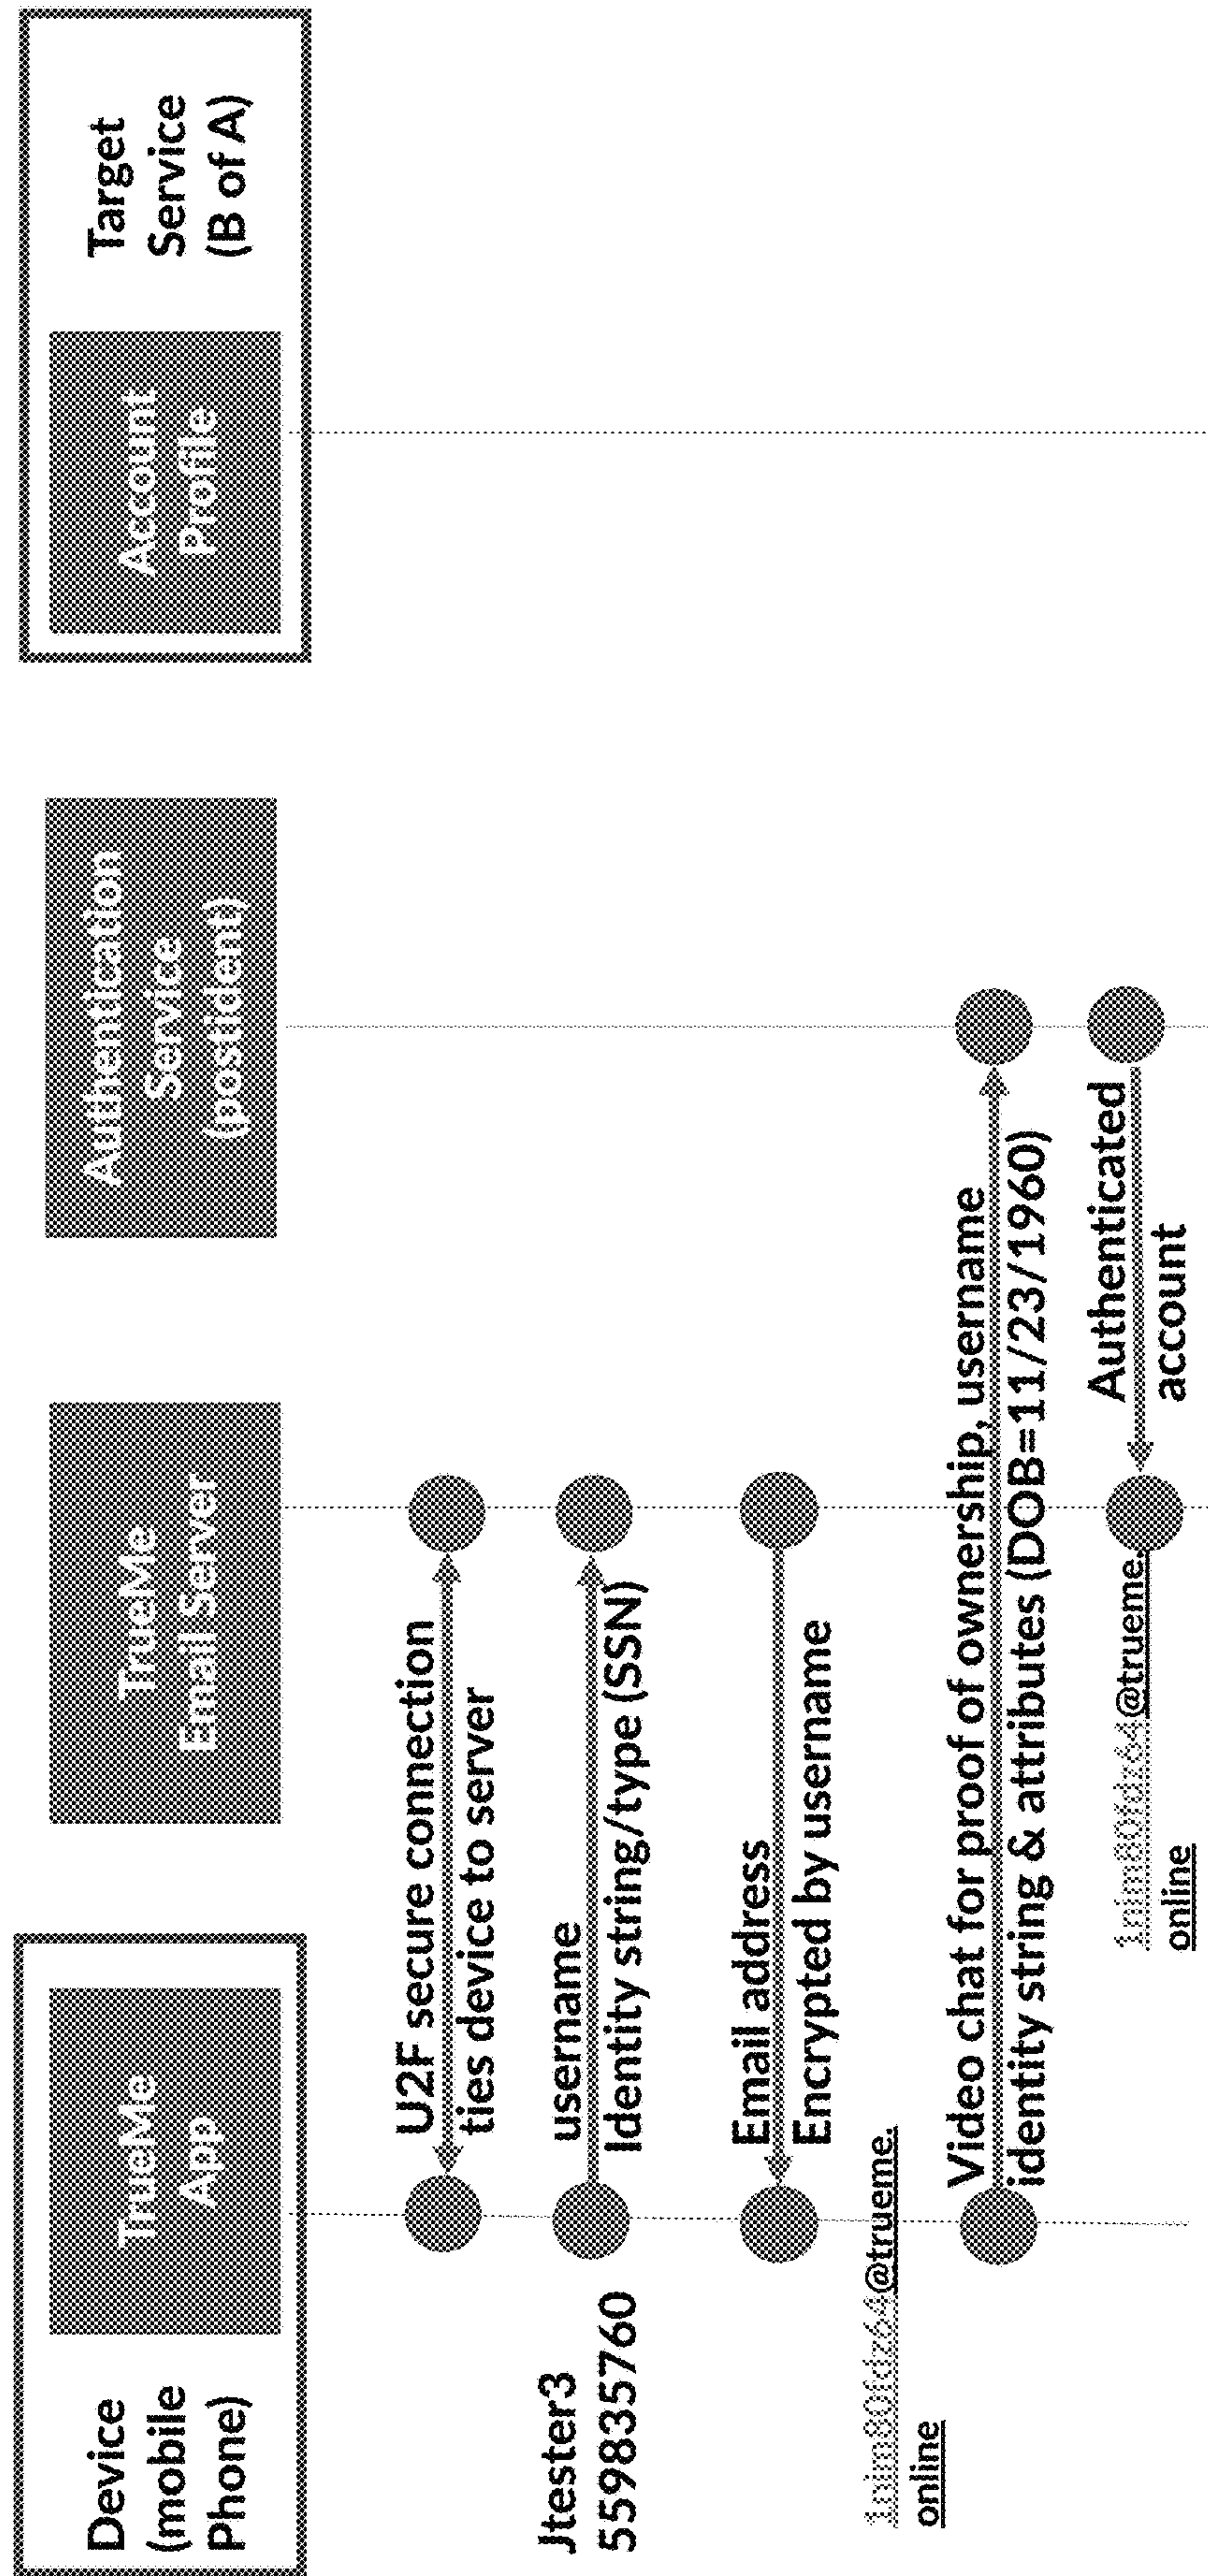 Device
(mobile
Phone)
TrueMe
App
TrueMe
Email Server
Authentication
Service
(postident)
Account
Profile
Target
Service
(B of A)
U2F secure connection
ties device to server
Jtester3
559835760
username
Identity string/type (SSN)
Email address
Encrypted by username
1nim80fdz64@trueme.
online
Video chat for proof of ownership, username
identity string & attributes (DOB=11/23/1960)
Authenticated
account
1nim80fdz64@trueme.
online